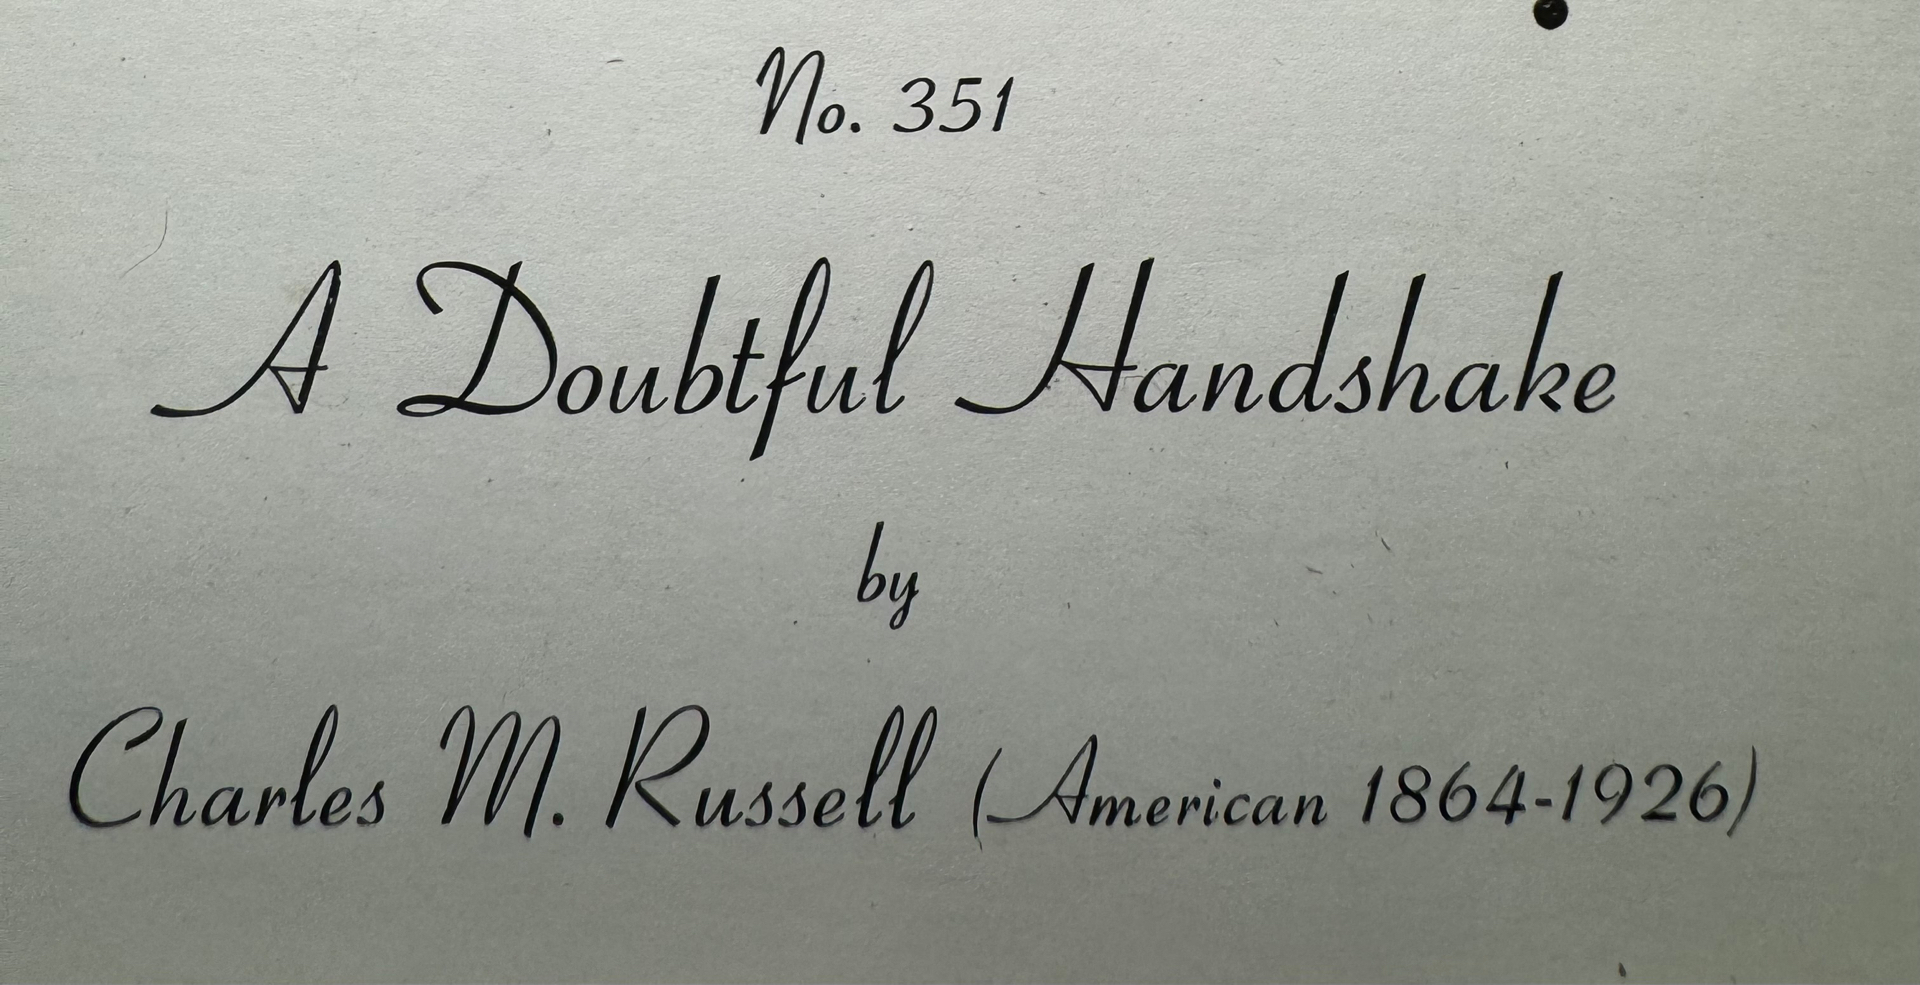 No. 351
A Doubtful Handshake
by
Charles M. Russell (American 1864-1926)